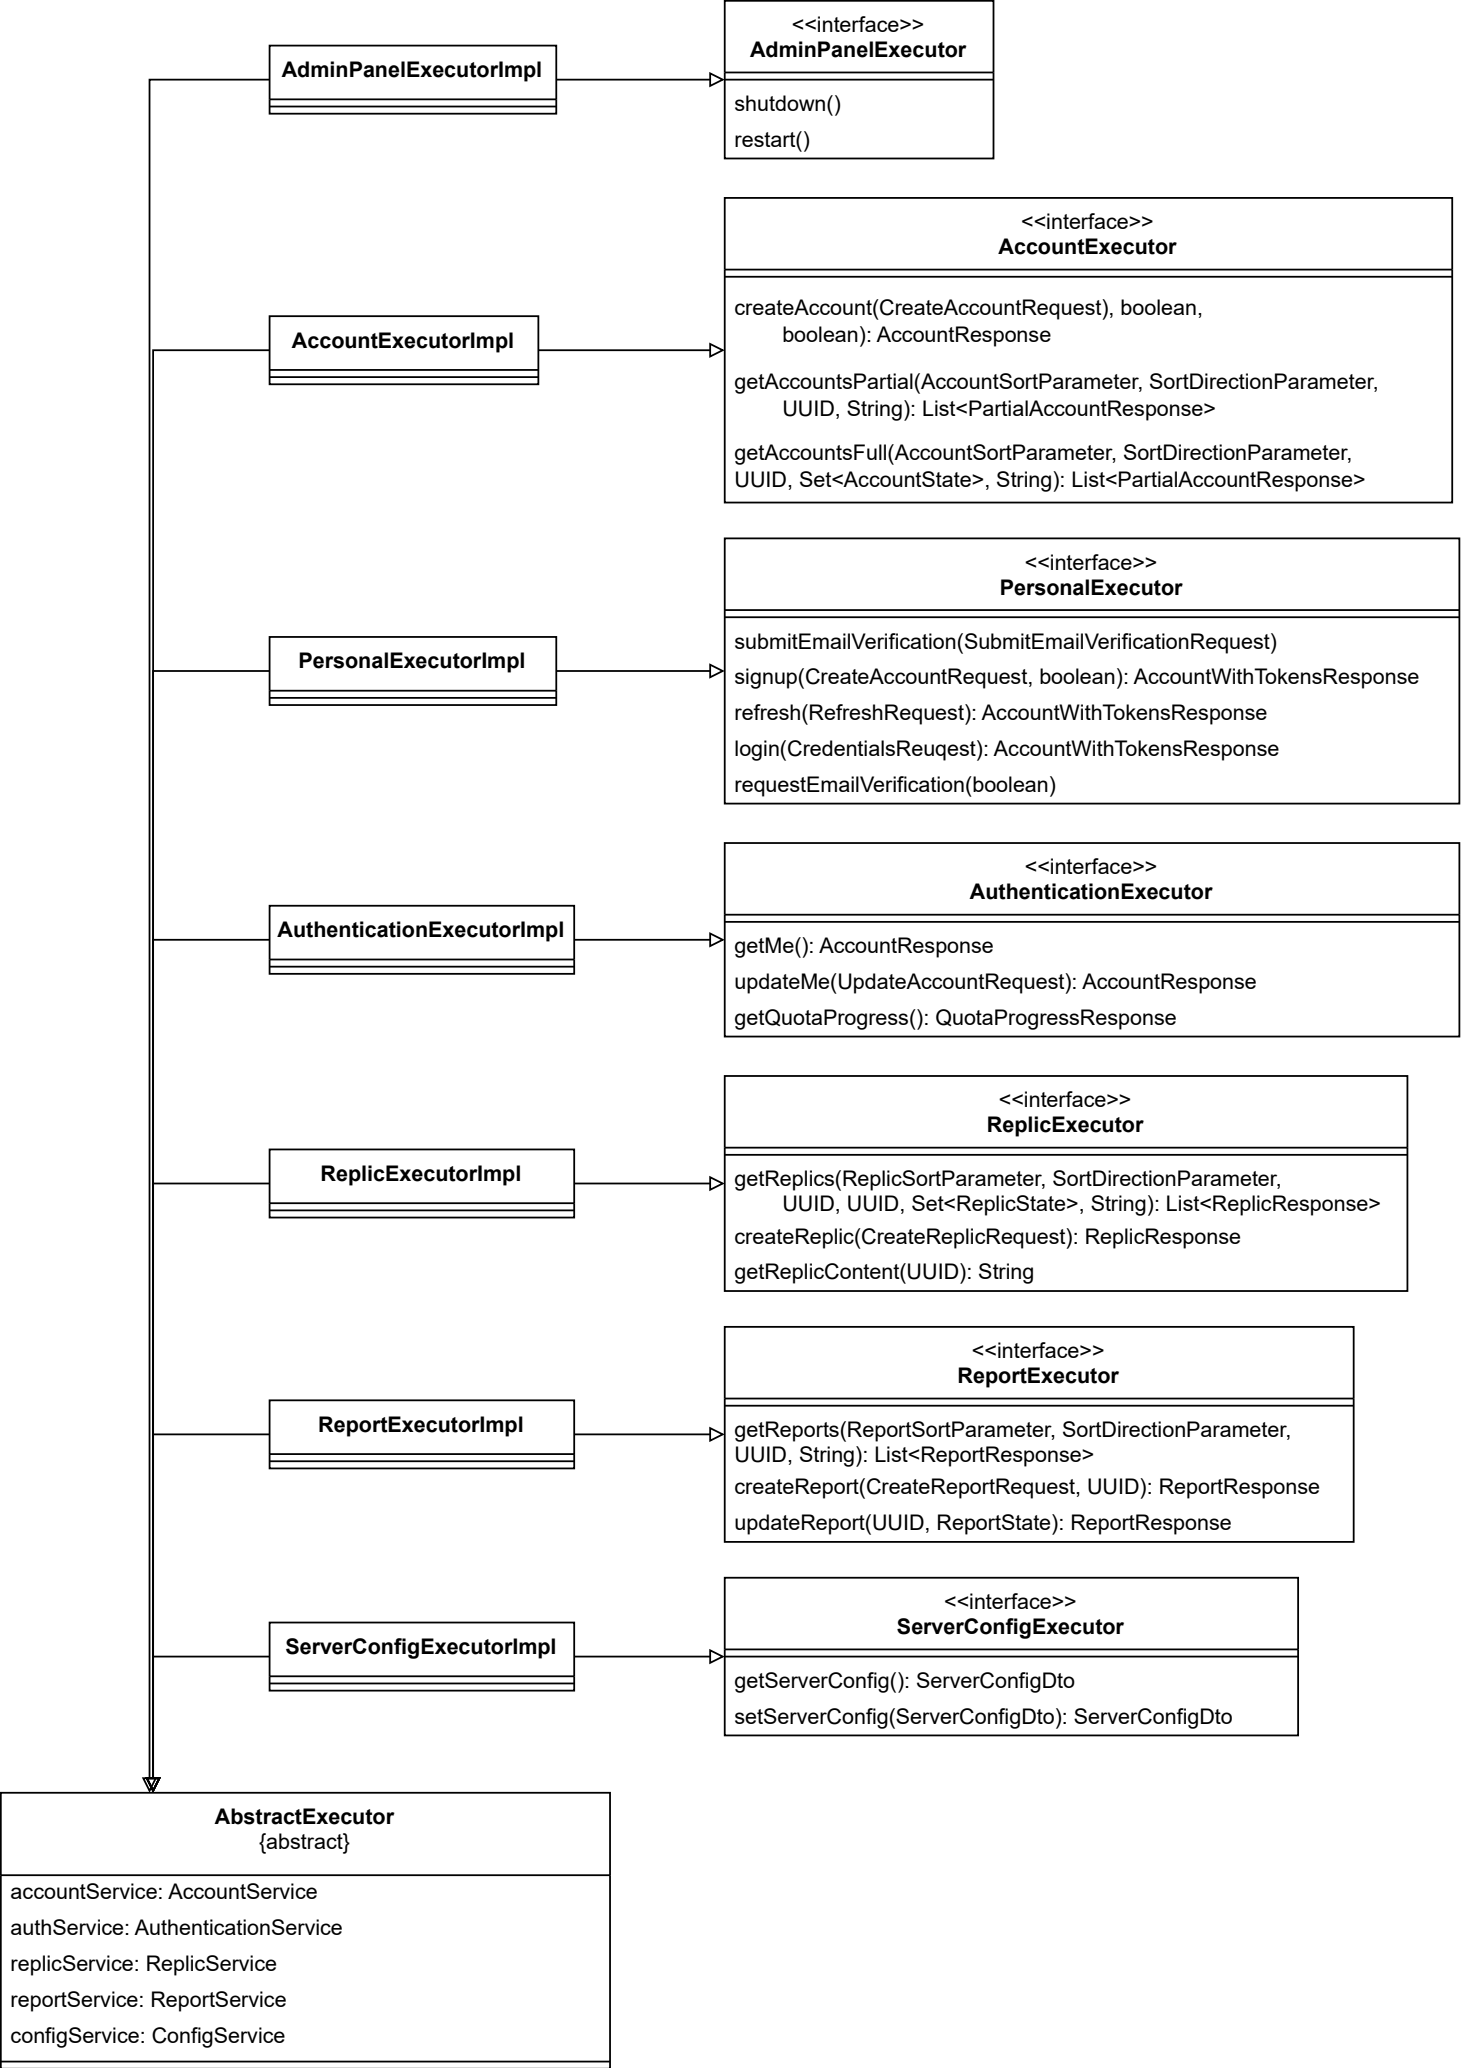 <<interface>>
AdminPanelExecutor
AdminPanelExecutorImpl
shutdown()
restart()
<<interface>>
AccountExecutor
AccountExecutorImpl
createAccount(CreateAccountRequest), boolean,
boolean): AccountResponse
getAccountsPartial(AccountSortParameter, SortDirectionParameter,
UUID, String): List<PartialAccountResponse>
getAccountsFull(AccountSortParameter, SortDirectionParameter,
UUID, Set<AccountState>, String): List<PartialAccountResponse>
<<interface>>
PersonalExecutor
PersonalExecutorImpl
submitEmailVerification(SubmitEmailVerificationRequest)
signup(CreateAccountRequest, boolean): AccountWithTokensResponse
refresh(RefreshRequest): AccountWithTokensResponse
login(CredentialsReuqest): AccountWithTokensResponse
requestEmailVerification(boolean)
<<interface>>
AuthenticationExecutor
AuthenticationExecutorImpl
getMe(): AccountResponse
updateMe(UpdateAccountRequest): AccountResponse
getQuotaProgress(): QuotaProgressResponse
<<interface>>
ReplicExecutor
ReplicExecutorImpl
getReplics(ReplicSortParameter, SortDirectionParameter,
UUID, UUID, Set<ReplicState>, String): List<ReplicResponse>
createReplic(CreateReplicRequest): ReplicResponse
getReplicContent(UUID): String
<<interface>>
ReportExecutor
ReportExecutorImpl
getReports(ReportSortParameter, SortDirectionParameter,
UUID, String): List<ReportResponse>
createReport(CreateReportRequest, UUID): ReportResponse
updateReport(UUID, ReportState): ReportResponse
<<interface>>
ServerConfigExecutor
ServerConfigExecutorImpl
getServerConfig(): ServerConfigDto
setServerConfig(ServerConfigDto): ServerConfigDto
AbstractExecutor
{abstract}
accountService: AccountService
authService: AuthenticationService
replicService: ReplicService
reportService: ReportService
configService: ConfigService